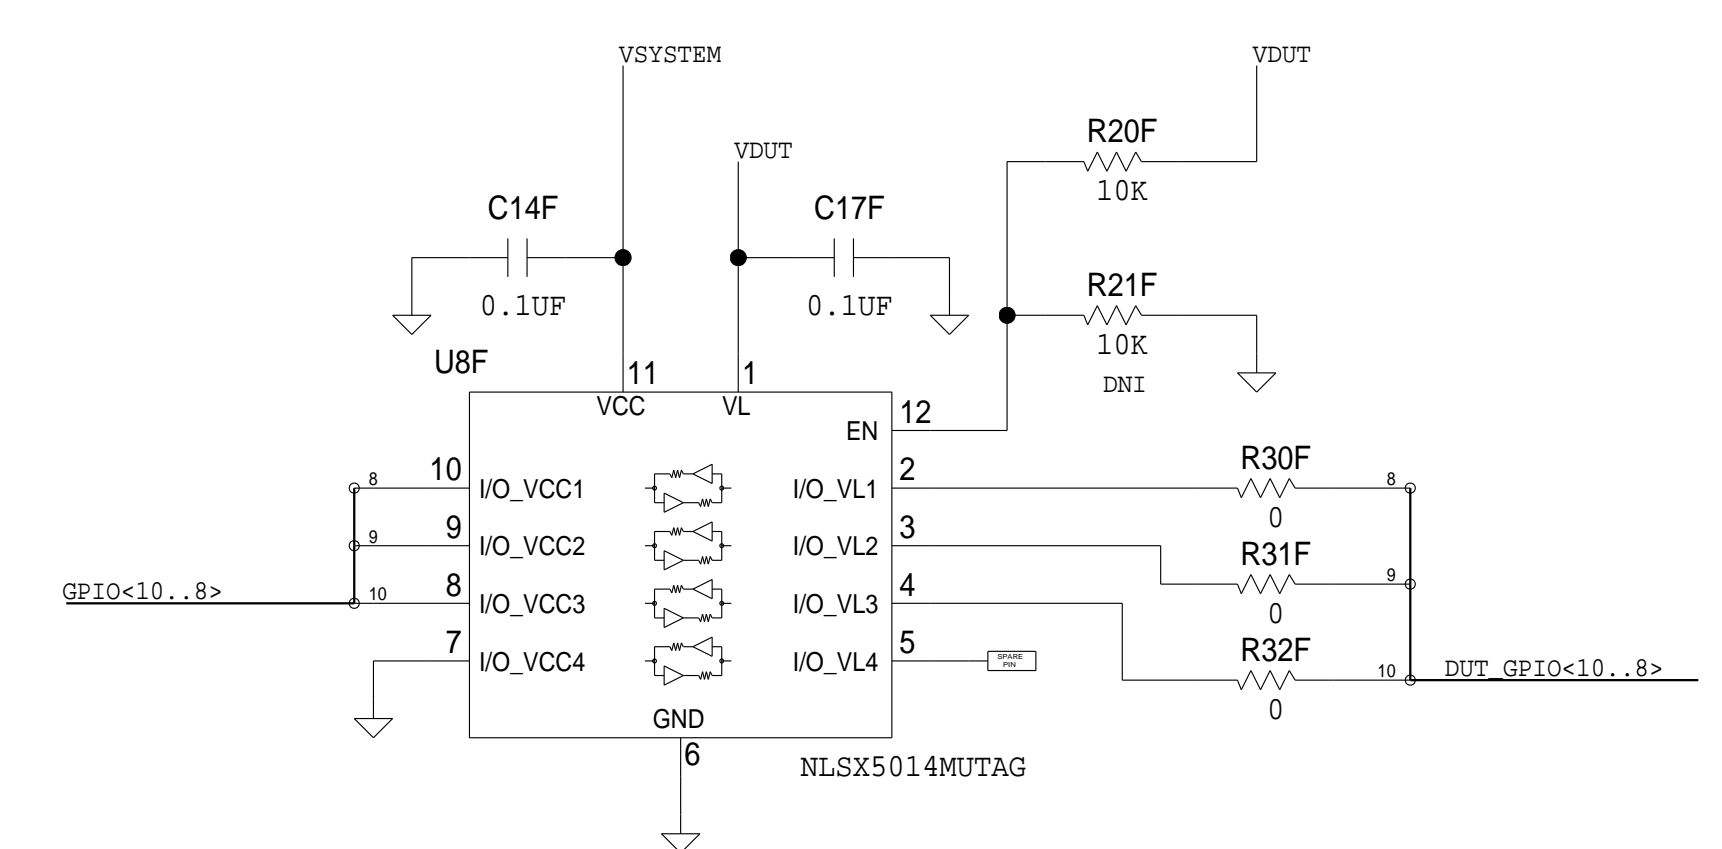 VSYSTEM
VDUT
VDUT
R20F
10K
C14F
0.1UF
C17F
0.1UF
R21F
10K
DNI
U8F
11
1
VCC
VL
12
EN
8
10
I/O_VCC1
I/O_VL1
2
R30F
0
8
9
9
I/O_VCC2
I/O_VL2
3
R31F
0
9
GPIO<10..8>
10
8
I/O_VCC3
I/O_VL3
4
R32F
0
10
DUT_GPIO<10..8>
7
I/O_VCC4
I/O_VL4
5
SPARE
PIN
GND
6
NLSX5014MUTAG